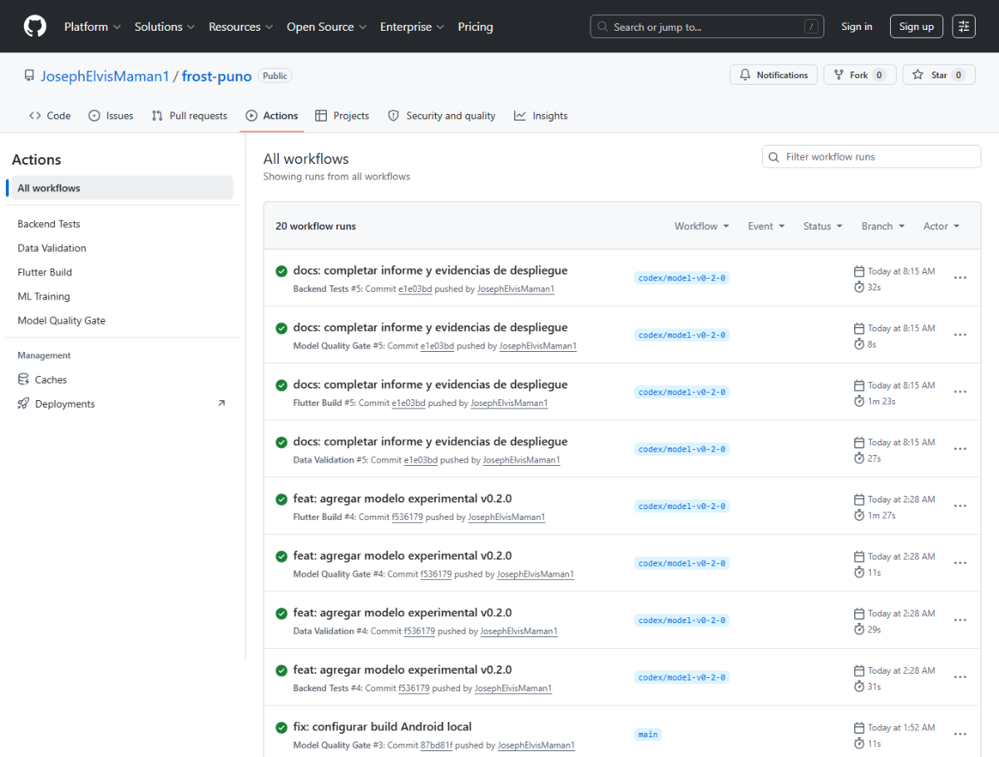 Platform Solutions Resources Open Source Enterprise Pricing Search or jump to... / Sign in Sign up
JosephElvisMaman1 / frost-puno Public Notifications Fork 0 Star 0
Code Issues Pull requests Actions Projects Security and quality Insights
Actions
All workflows
Backend Tests
Data Validation
Flutter Build
ML Training
Model Quality Gate
Management
Caches
Deployments
All workflows
Showing runs from all workflows
Filter workflow runs
20 workflow runs Workflow Event Status Branch Actor
docs: completar informe y evidencias de despliegue
Backend Tests #5: Commit e1e03bd pushed by JosephElvisMaman1
codex/model-v0-2-0
Today at 8:15 AM
32s
docs: completar informe y evidencias de despliegue
Model Quality Gate #5: Commit e1e03bd pushed by JosephElvisMaman1
codex/model-v0-2-0
Today at 8:15 AM
8s
docs: completar informe y evidencias de despliegue
Flutter Build #5: Commit e1e03bd pushed by JosephElvisMaman1
codex/model-v0-2-0
Today at 8:15 AM
1m 23s
docs: completar informe y evidencias de despliegue
Data Validation #5: Commit e1e03bd pushed by JosephElvisMaman1
codex/model-v0-2-0
Today at 8:15 AM
27s
feat: agregar modelo experimental v0.2.0
Flutter Build #4: Commit f536179 pushed by JosephElvisMaman1
codex/model-v0-2-0
Today at 2:28 AM
1m 27s
feat: agregar modelo experimental v0.2.0
Model Quality Gate #4: Commit f536179 pushed by JosephElvisMaman1
codex/model-v0-2-0
Today at 2:28 AM
11s
feat: agregar modelo experimental v0.2.0
Data Validation #4: Commit f536179 pushed by JosephElvisMaman1
codex/model-v0-2-0
Today at 2:28 AM
29s
feat: agregar modelo experimental v0.2.0
Backend Tests #4: Commit f536179 pushed by JosephElvisMaman1
codex/model-v0-2-0
Today at 2:28 AM
31s
fix: configurar build Android local
Model Quality Gate #3: Commit 87bd81f pushed by JosephElvisMaman1
main
Today at 1:52 AM
11s